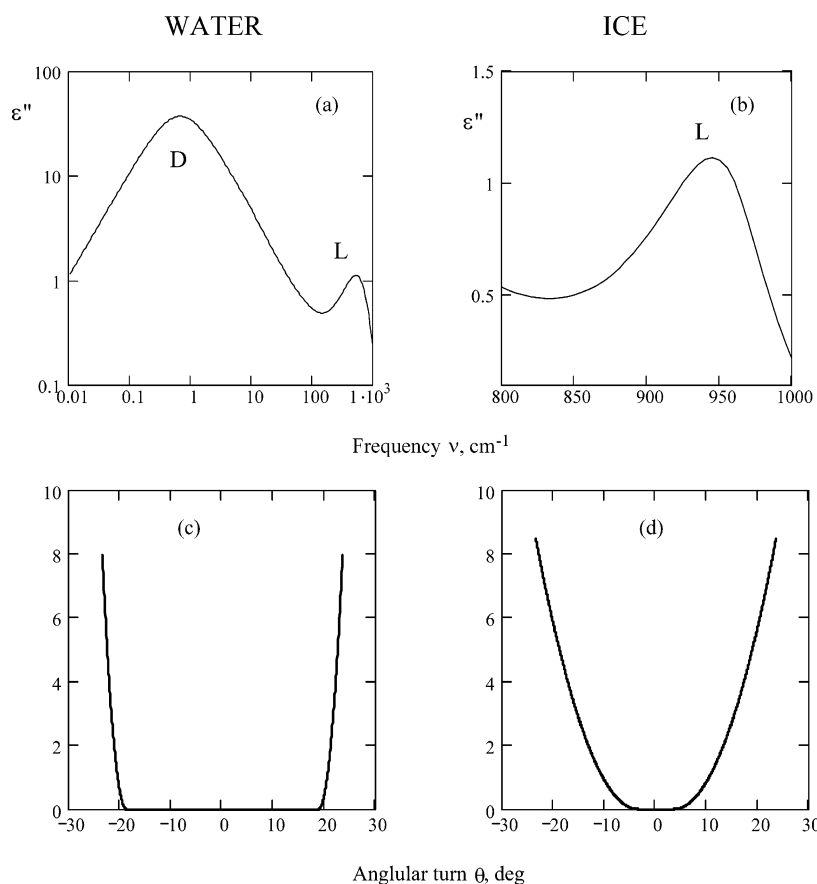 WATER ICE
100 1.5
ε" (a) ε" (b)
L
D
10 1
L
1 0.5
0.1
0.01 0.1 1 10 100 1·10³ 800 850 900 950 1000
Frequency ν, cm⁻¹
10 10
(c) (d)
8 8
6 6
4 4
2 2
0 0
−30 −20 −10 0 10 20 30 −30 −20 −10 0 10 20 30
Anglular turn θ, deg